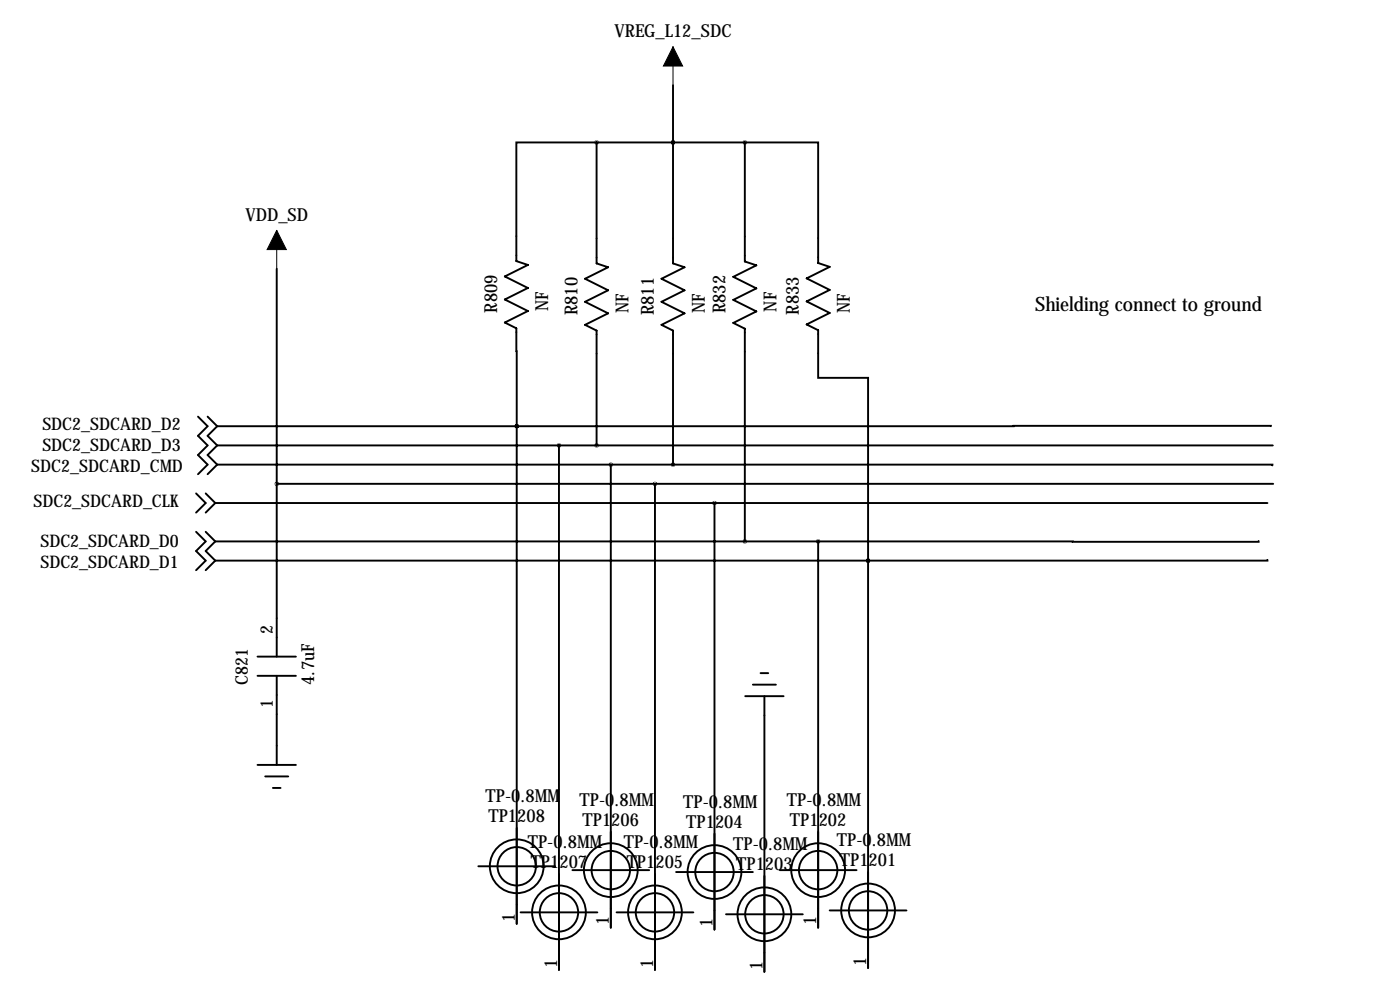 VREG_L12_SDC
VDD_SD
R809
NF
R810
NF
R811
NF
R832
NF
R833
NF
Shielding connect to ground
SDC2_SDCARD_D2
SDC2_SDCARD_D3
SDC2_SDCARD_CMD
SDC2_SDCARD_CLK
SDC2_SDCARD_D0
SDC2_SDCARD_D1
2
C821
4.7uF
1
TP-0.8MM
TP1208
TP-0.8MM
TP1206
TP-0.8MM
TP1204
TP-0.8MM
TP1202
TP-0.8MM
TP1207
TP-0.8MM
TP1205
TP-0.8MM
TP1203
TP-0.8MM
TP1201
1
1
1
1
1
1
1
1